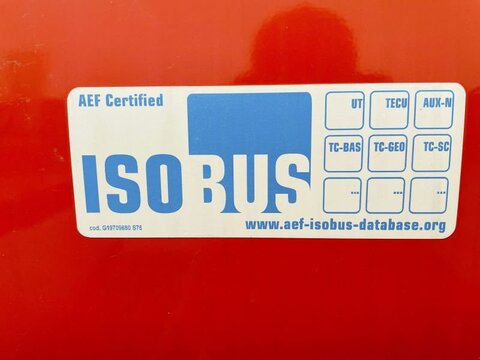 AEF Certified
UT TECU AUX-N
ISOBUS
TC-BAS TC-GEO TC-SC
... ... ...
cod. G19709680 S76
www.aef-isobus-database.org